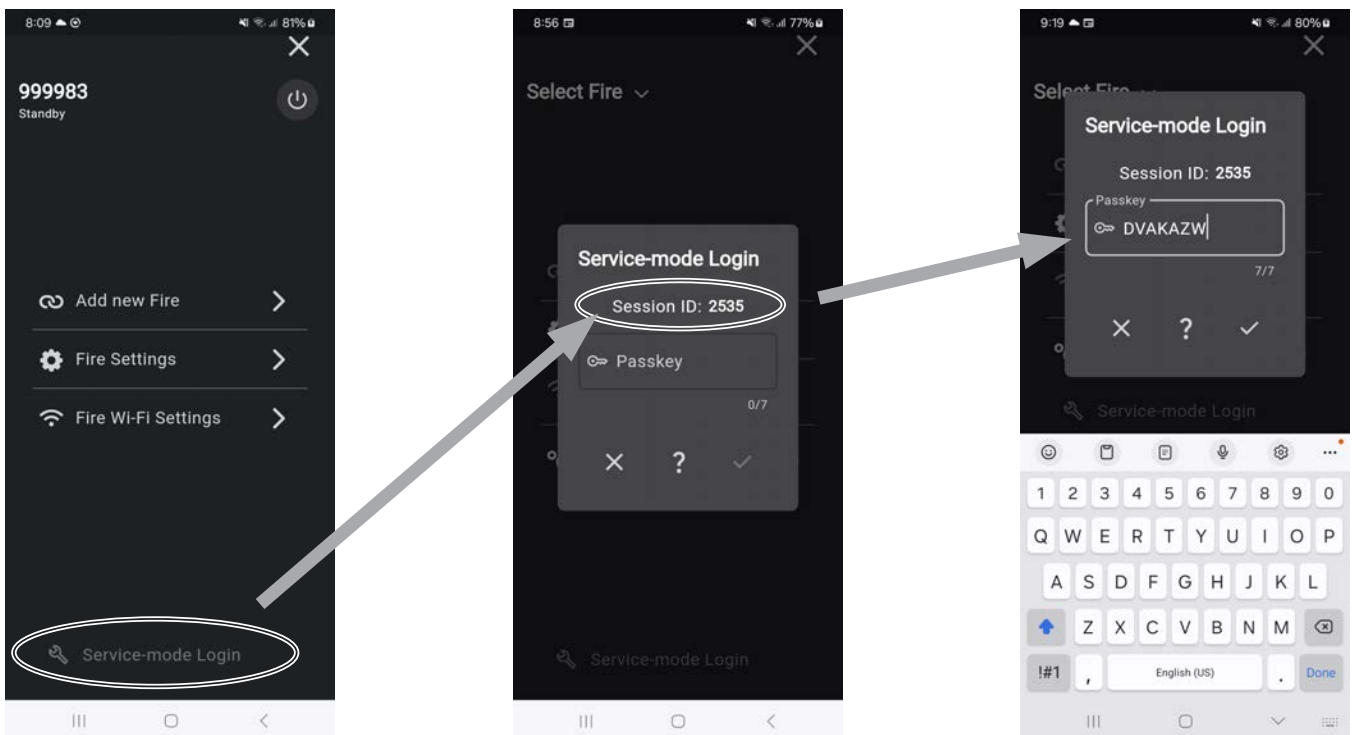 8:09 81%
999983
Standby
Add new Fire
Fire Settings
Fire Wi-Fi Settings
Service-mode Login
8:56 77%
Select Fire
Service-mode Login
Session ID: 2535
Passkey
0/7
Service-mode Login
9:19 80%
Select Fire
Service-mode Login
Session ID: 2535
Passkey
DVAKAZW
7/7
Service-mode Login
1 2 3 4 5 6 7 8 9 0
Q W E R T Y U I O P
A S D F G H J K L
Z X C V B N M
!#1 , English (US) . Done